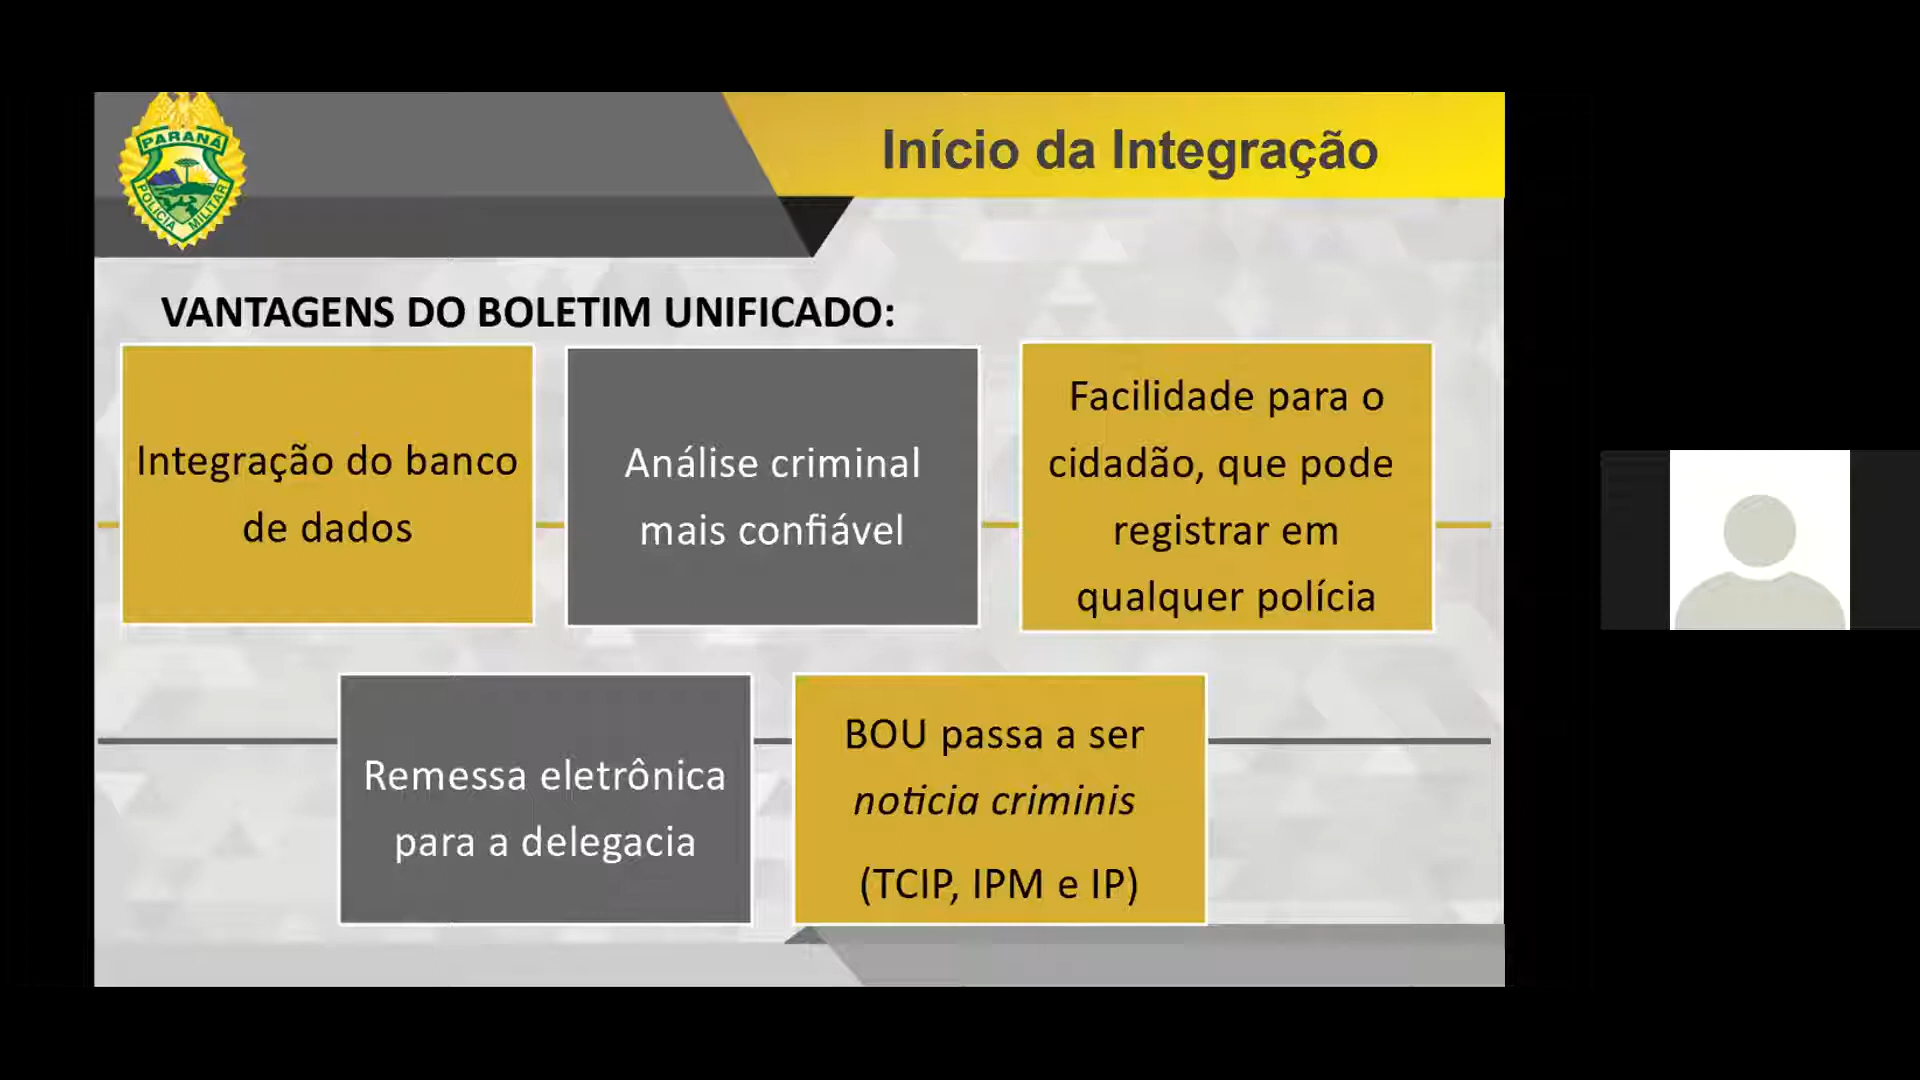 PARANÁ
POLÍCIA MILITAR
Início da Integração
VANTAGENS DO BOLETIM UNIFICADO:
Integração do banco
de dados
Análise criminal
mais confiável
Facilidade para o
cidadão, que pode
registrar em
qualquer polícia
Remessa eletrônica
para a delegacia
BOU passa a ser
noticia criminis
(TCIP, IPM e IP)